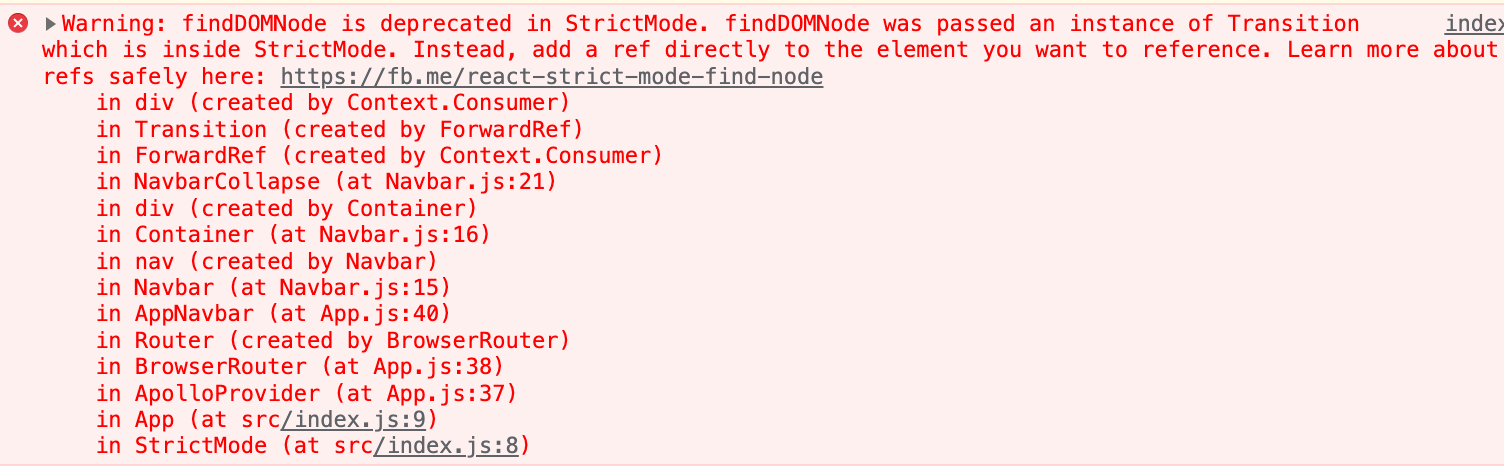 Warning: findDOMNode is deprecated in StrictMode. findDOMNode was passed an instance of Transition
which is inside StrictMode. Instead, add a ref directly to the element you want to reference. Learn more about
refs safely here: https://fb.me/react-strict-mode-find-node
in div (created by Context.Consumer)
in Transition (created by ForwardRef)
in ForwardRef (created by Context.Consumer)
in NavbarCollapse (at Navbar.js:21)
in div (created by Container)
in Container (at Navbar.js:16)
in nav (created by Navbar)
in Navbar (at Navbar.js:15)
in AppNavbar (at App.js:40)
in Router (created by BrowserRouter)
in BrowserRouter (at App.js:38)
in ApolloProvider (at App.js:37)
in App (at src/index.js:9)
in StrictMode (at src/index.js:8)